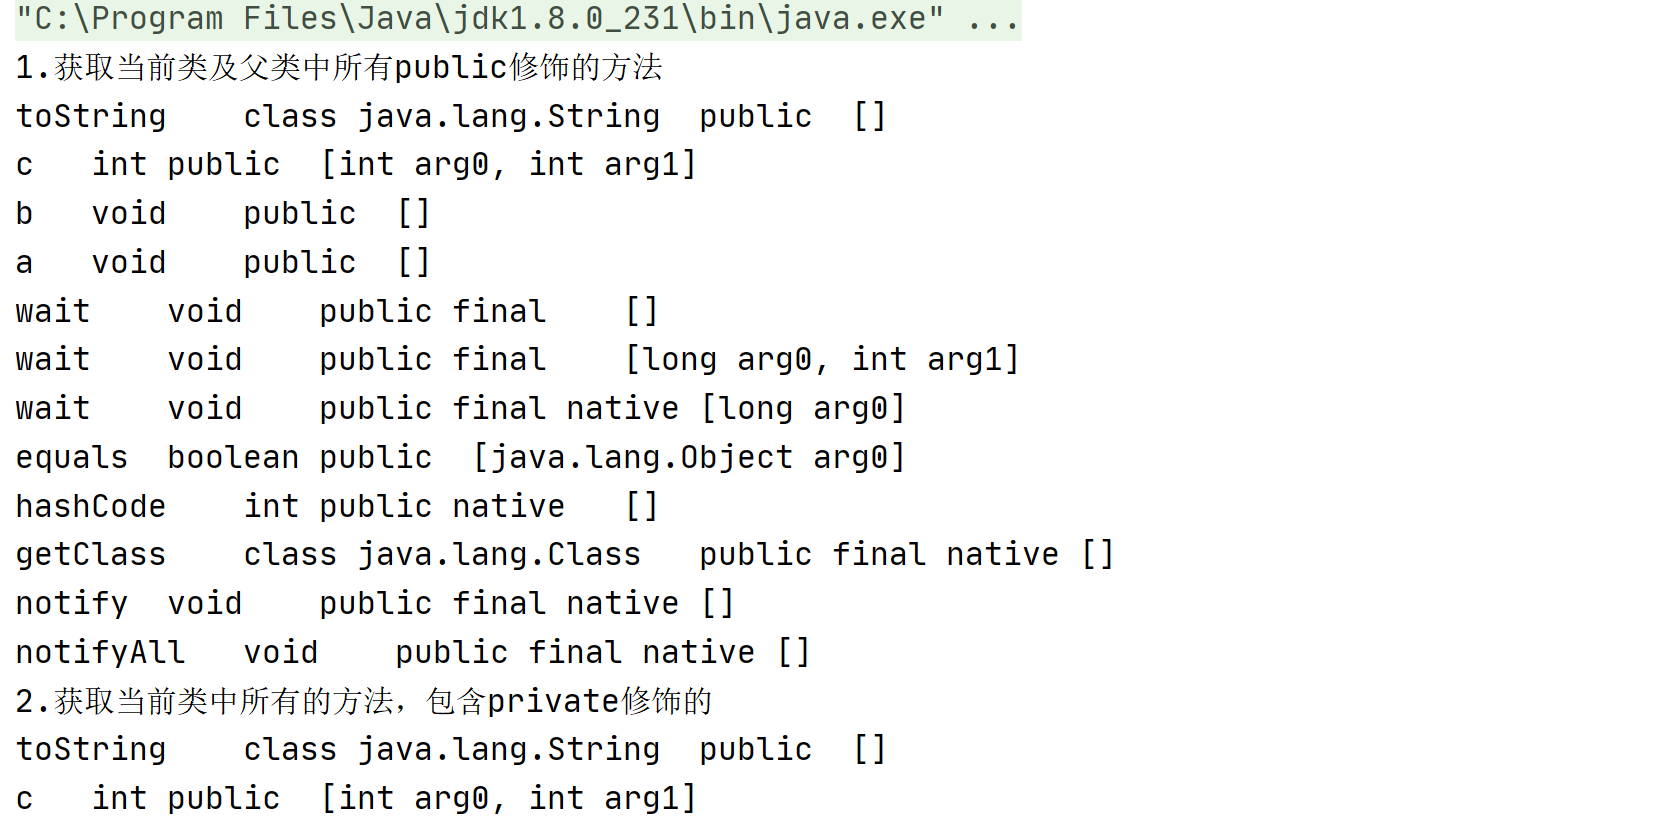 "C:\Program Files\Java\jdk1.8.0_231\bin\java.exe" ...
1.获取当前类及父类中所有public修饰的方法
toString    class java.lang.String  public  []
c   int public  [int arg0, int arg1]
b   void    public  []
a   void    public  []
wait    void    public final    []
wait    void    public final    [long arg0, int arg1]
wait    void    public final native [long arg0]
equals  boolean public  [java.lang.Object arg0]
hashCode    int public native   []
getClass    class java.lang.Class   public final native []
notify  void    public final native []
notifyAll   void    public final native []
2.获取当前类中所有的方法，包含private修饰的
toString    class java.lang.String  public  []
c   int public  [int arg0, int arg1]